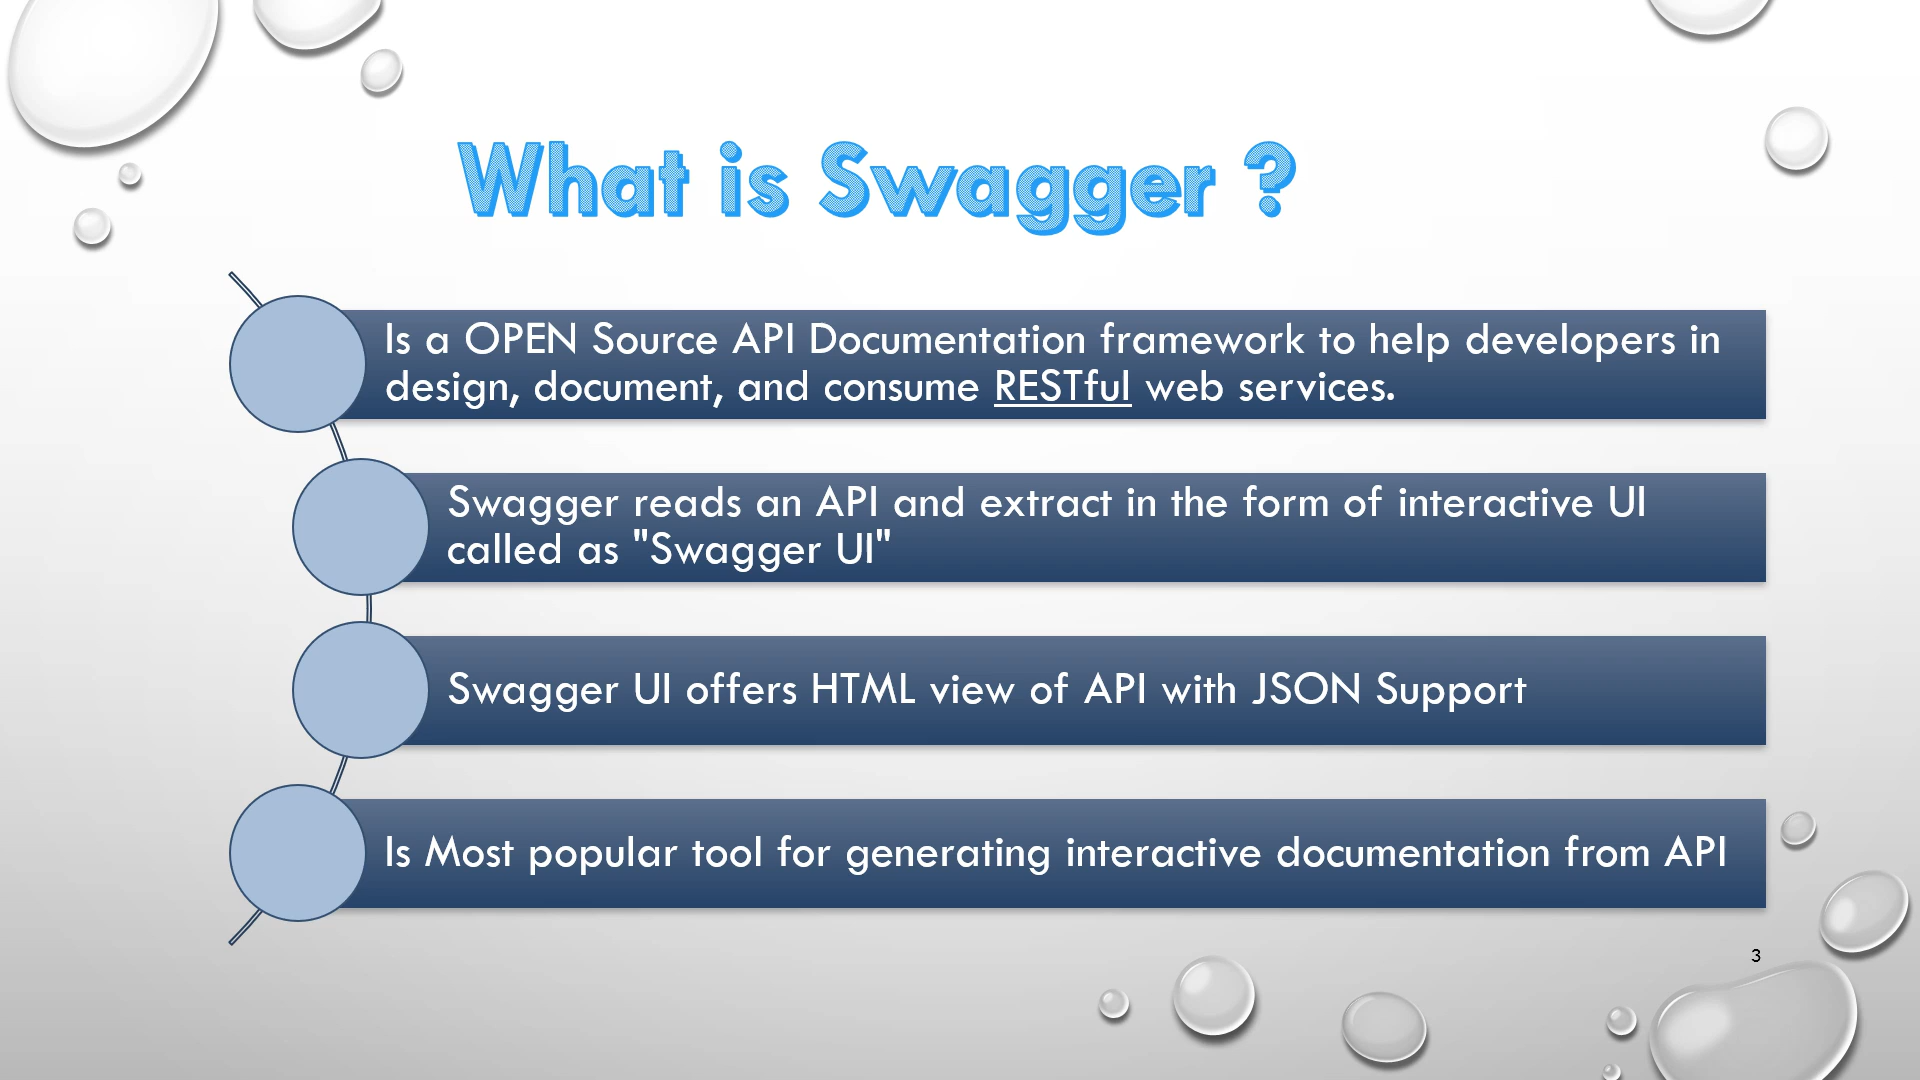 What is Swagger ?
Is a OPEN Source API Documentation framework to help developers in
design, document, and consume RESTful web services.
Swagger reads an API and extract in the form of interactive UI
called as "Swagger UI"
Swagger UI offers HTML view of API with JSON Support
Is Most popular tool for generating interactive documentation from API
3